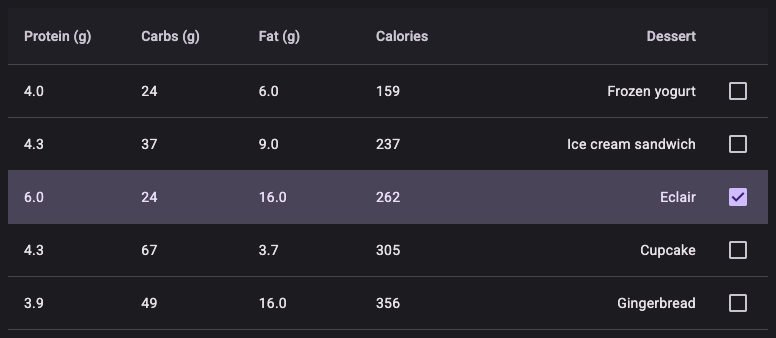 Protein (g) Carbs (g) Fat (g) Calories Dessert
4.0 24 6.0 159 Frozen yogurt
4.3 37 9.0 237 Ice cream sandwich
6.0 24 16.0 262 Eclair
4.3 67 3.7 305 Cupcake
3.9 49 16.0 356 Gingerbread